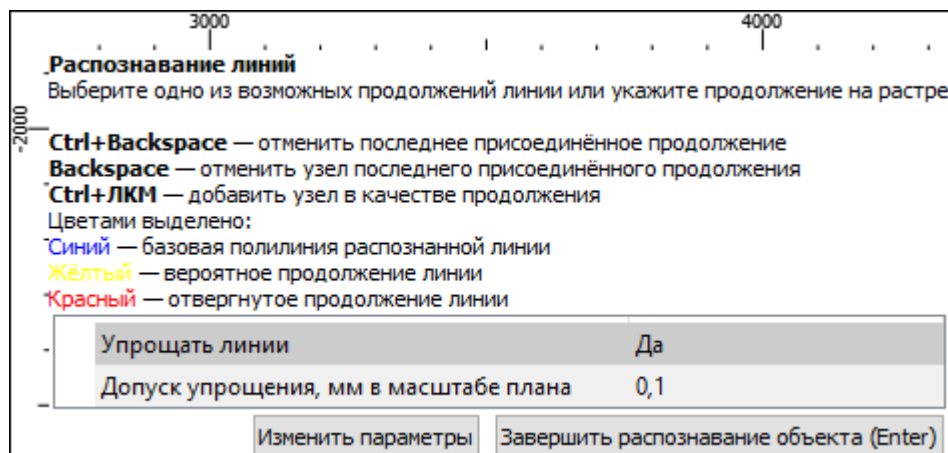 3000 4000
Распознавание линий
Выберите одно из возможных продолжений линии или укажите продолжение на растре
-2000
Ctrl+Backspace — отменить последнее присоединённое продолжение
Backspace — отменить узел последнего присоединённого продолжения
Ctrl+ЛКМ — добавить узел в качестве продолжения
Цветами выделено:
Синий — базовая полилиния распознанной линии
Жёлтый — вероятное продолжение линии
Красный — отвергнутое продолжение линии
Упрощать линии Да
Допуск упрощения, мм в масштабе плана 0,1
Изменить параметры Завершить распознавание объекта (Enter)